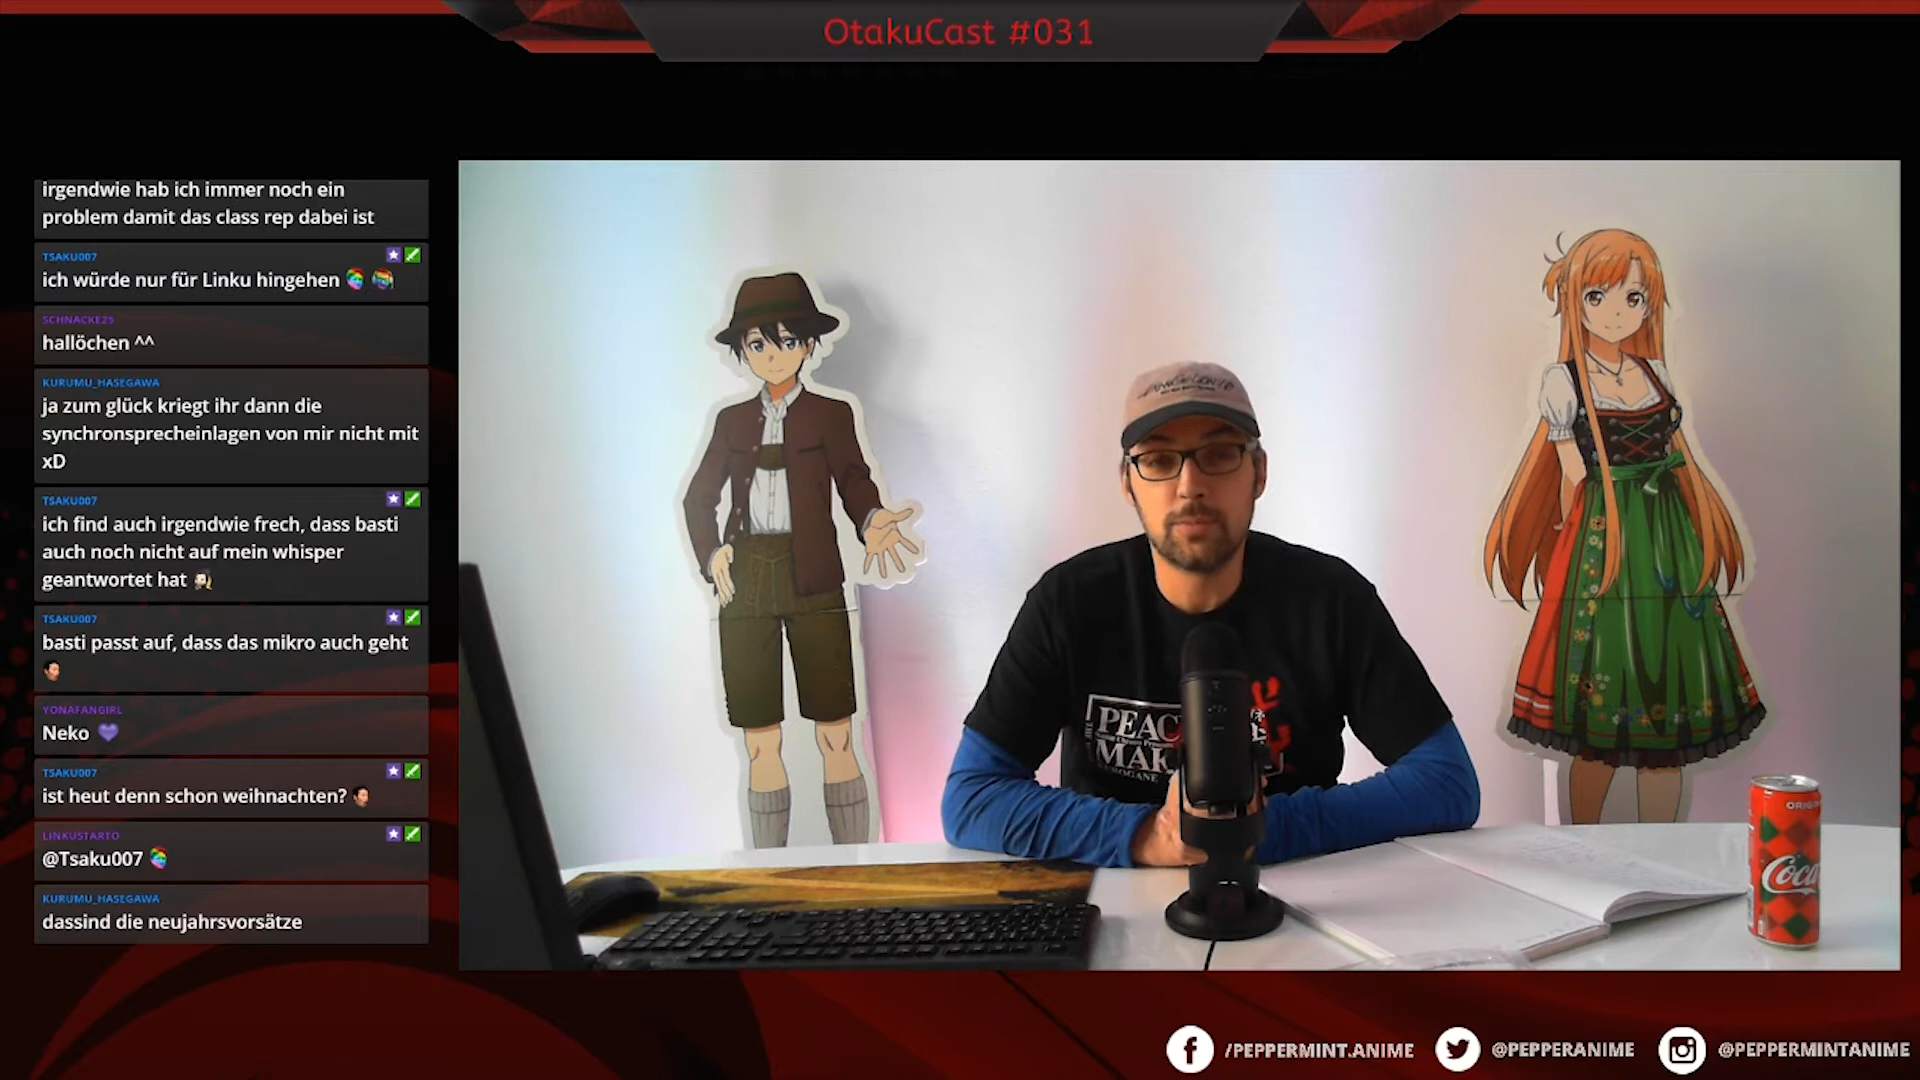 OtakuCast #031
irgendwie hab ich immer noch ein
problem damit das class rep dabei ist
TSAKU007
ich würde nur für Linku hingehen
SCHNACKE25
hallöchen ^^
KURUMU_HASEGAWA
ja zum glück kriegt ihr dann die
synchronsprecheinlagen von mir nicht mit
xD
TSAKU007
ich find auch irgendwie frech, dass basti
auch noch nicht auf mein whisper
geantwortet hat
TSAKU007
basti passt auf, dass das mikro auch geht
YONAFANGIRL
Neko 💜
TSAKU007
ist heut denn schon weihnachten?
LINKUSTARTO
@Tsaku007
KURUMU_HASEGAWA
dassind die neujahrsvorsätze
PEAC
MAK
Coca
/PEPPERMINT.ANIME
@PEPPERANIME
@PEPPERMINTANIME